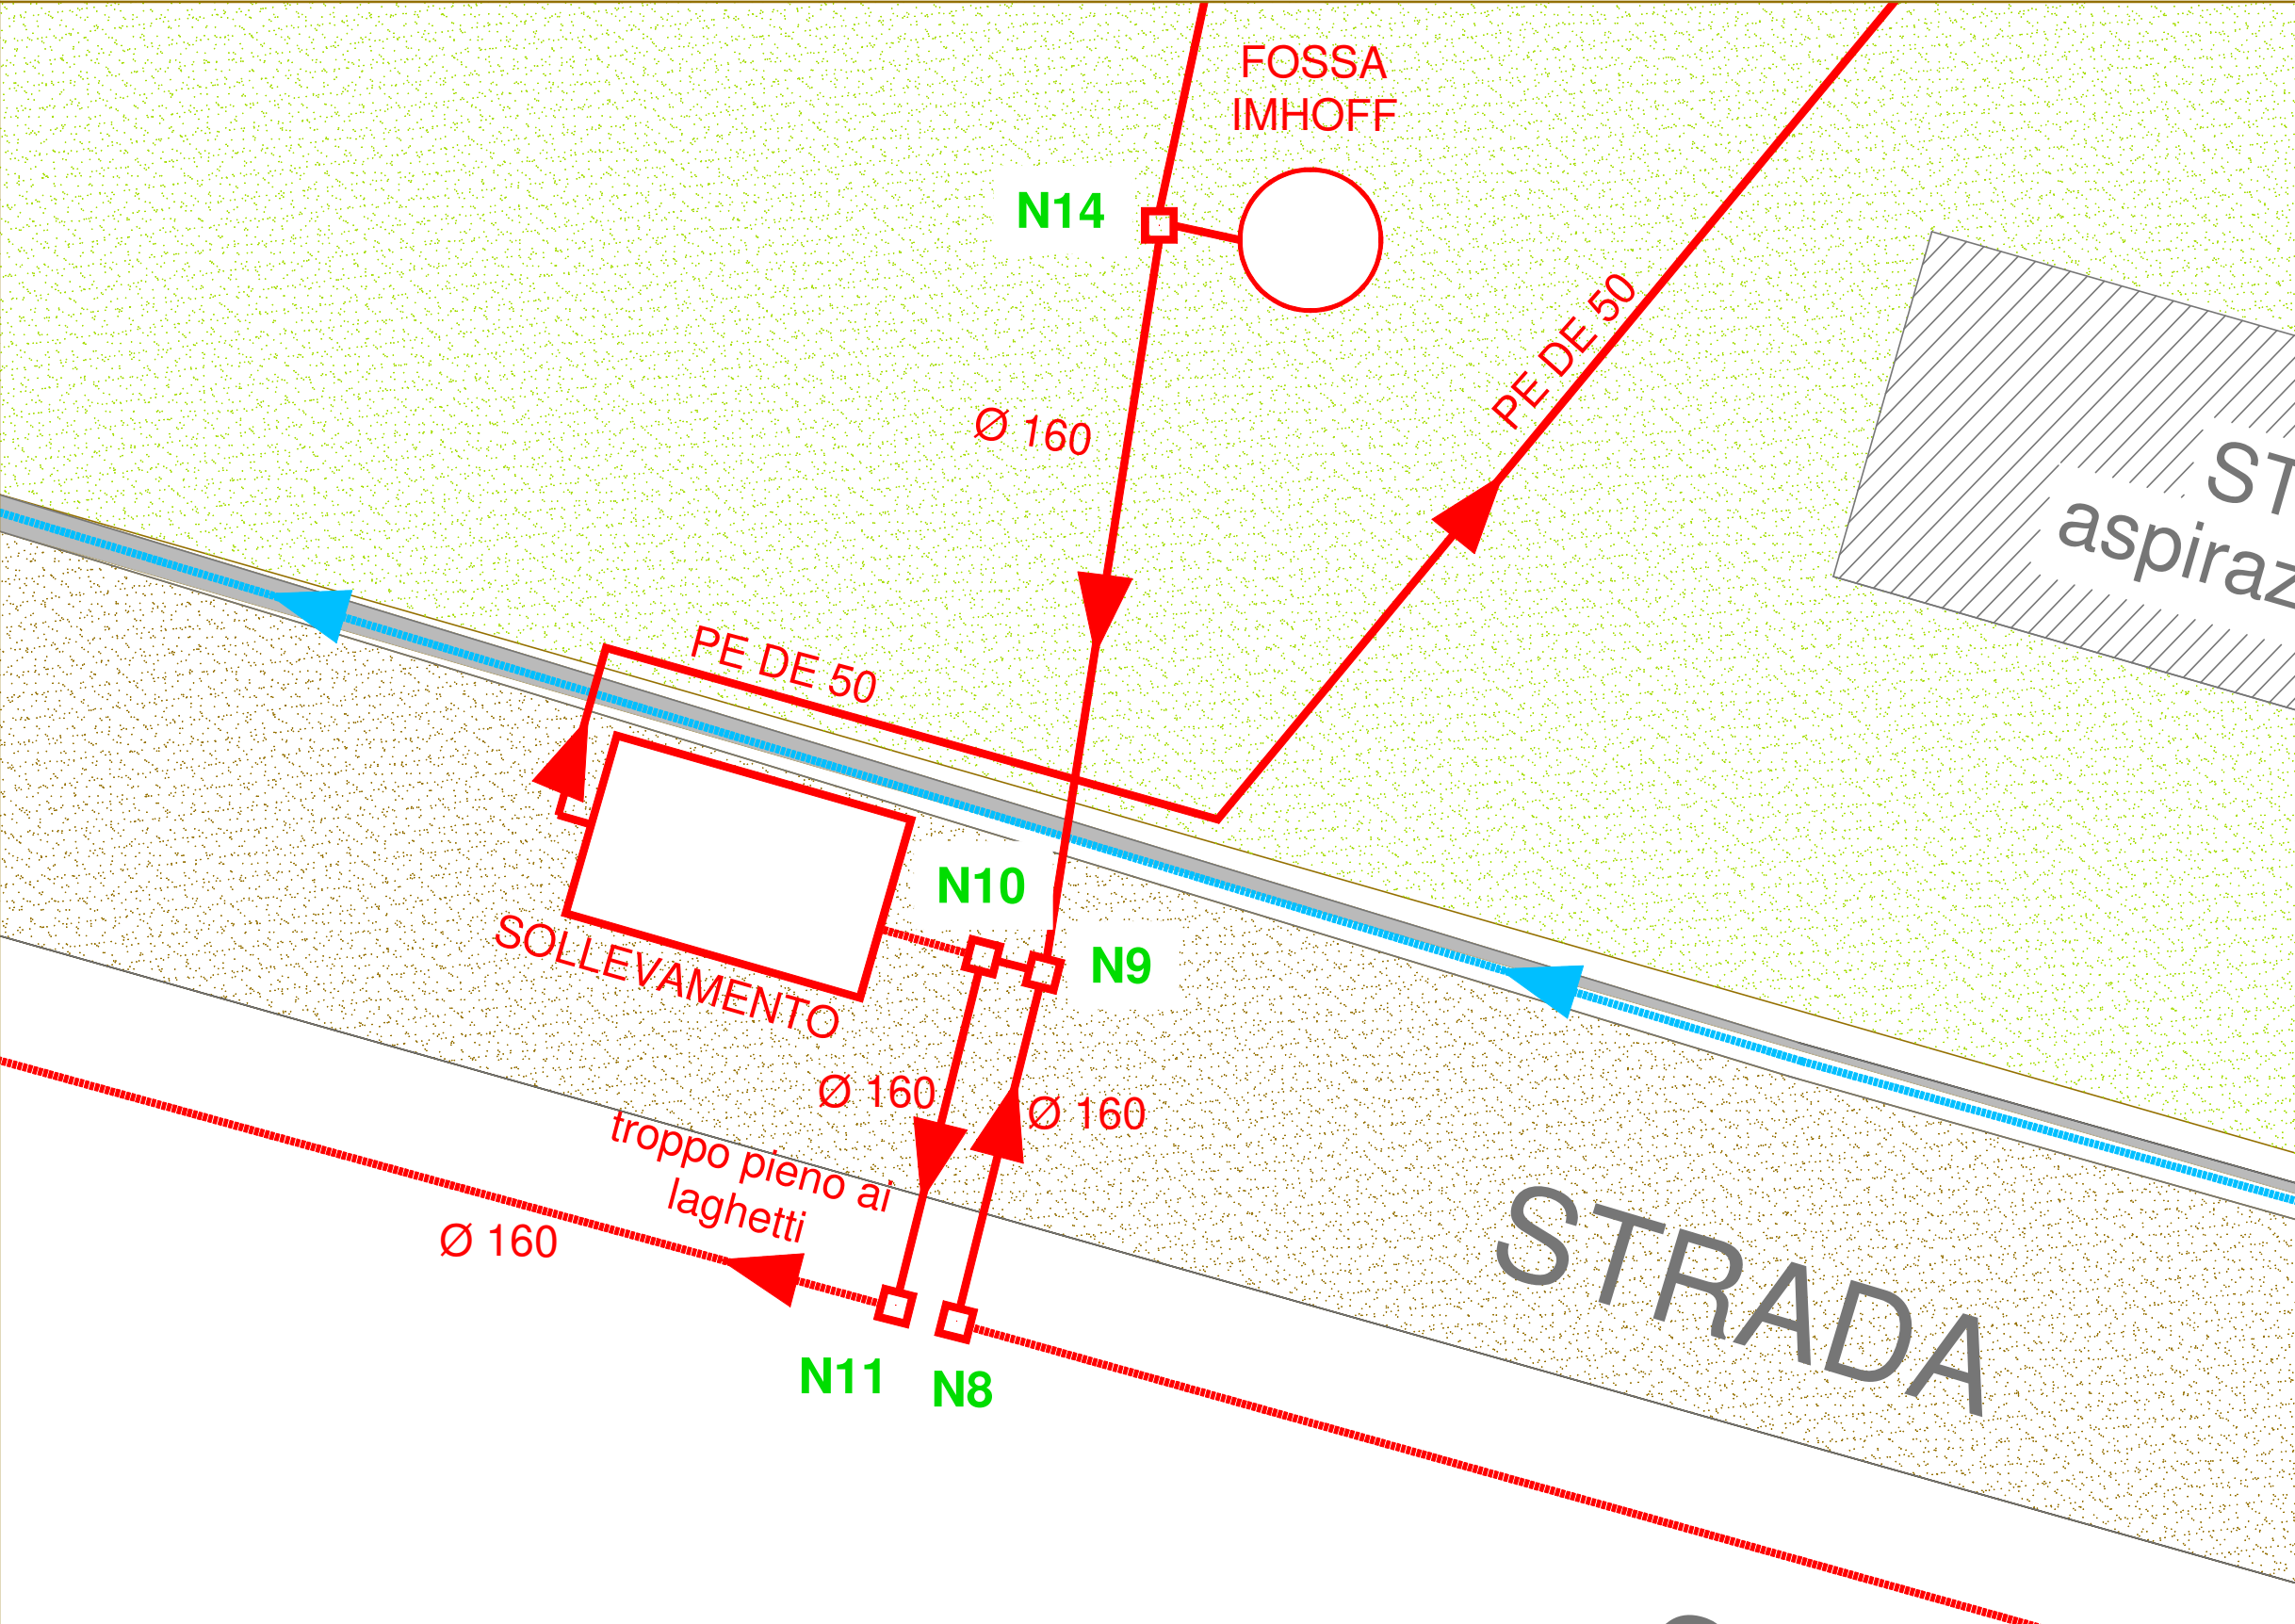 FOSSA
IMHOFF
N14
PE DE 50
Ø 160
ST
aspiraz
PE DE 50
N10
N9
SOLLEVAMENTO
Ø 160
Ø 160
troppo pieno ai
laghetti
Ø 160
STRADA
N11
N8